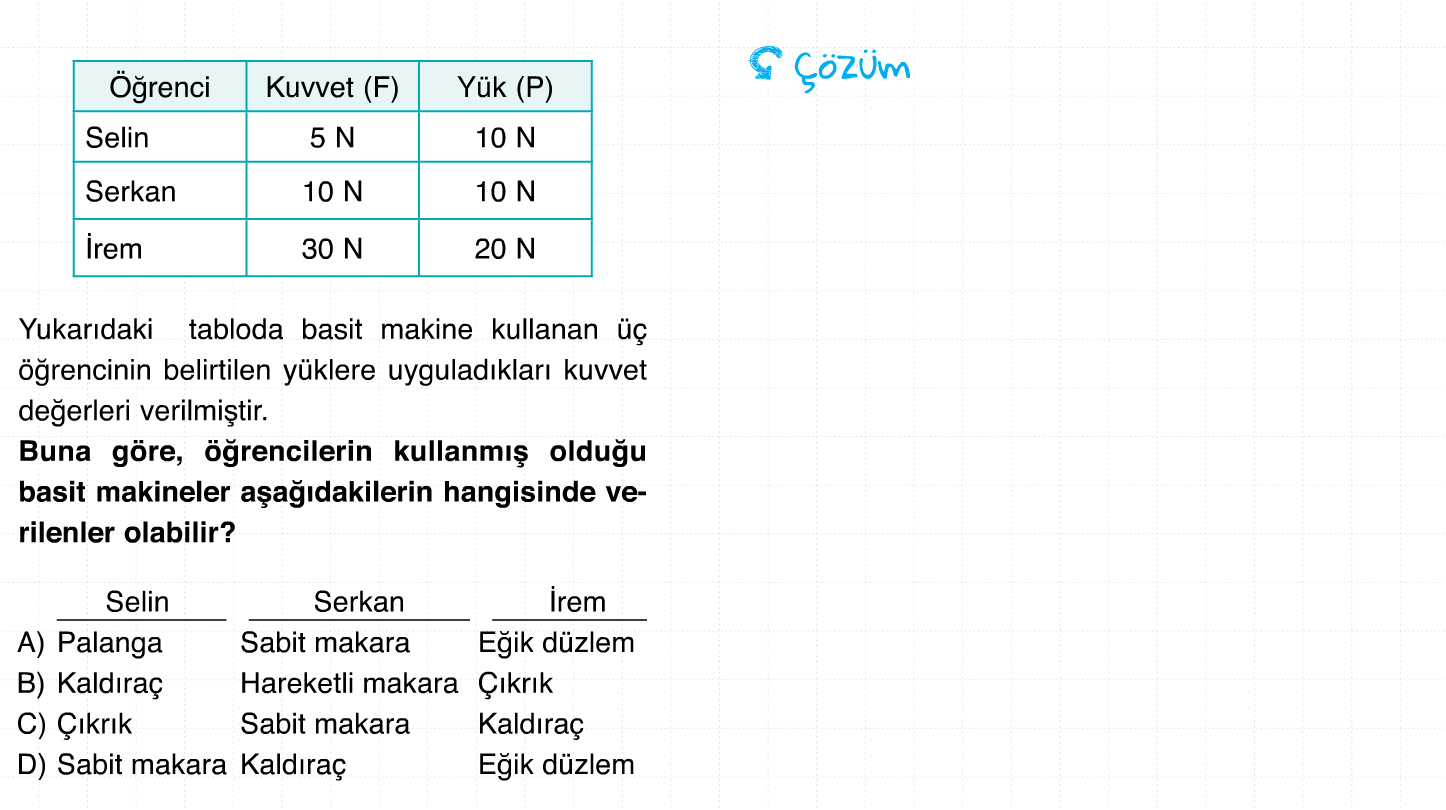 Çözüm
Öğrenci Kuvvet (F) Yük (P)
Selin 5 N 10 N
Serkan 10 N 10 N
İrem 30 N 20 N
Yukarıdaki tabloda basit makine kullanan üç
öğrencinin belirtilen yüklere uyguladıkları kuvvet
değerleri verilmiştir.
Buna göre, öğrencilerin kullanmış olduğu
basit makineler aşağıdakilerin hangisinde ve-
rilenler olabilir?
Selin Serkan İrem
A) Palanga Sabit makara Eğik düzlem
B) Kaldıraç Hareketli makara Çıkrık
C) Çıkrık Sabit makara Kaldıraç
D) Sabit makara Kaldıraç Eğik düzlem